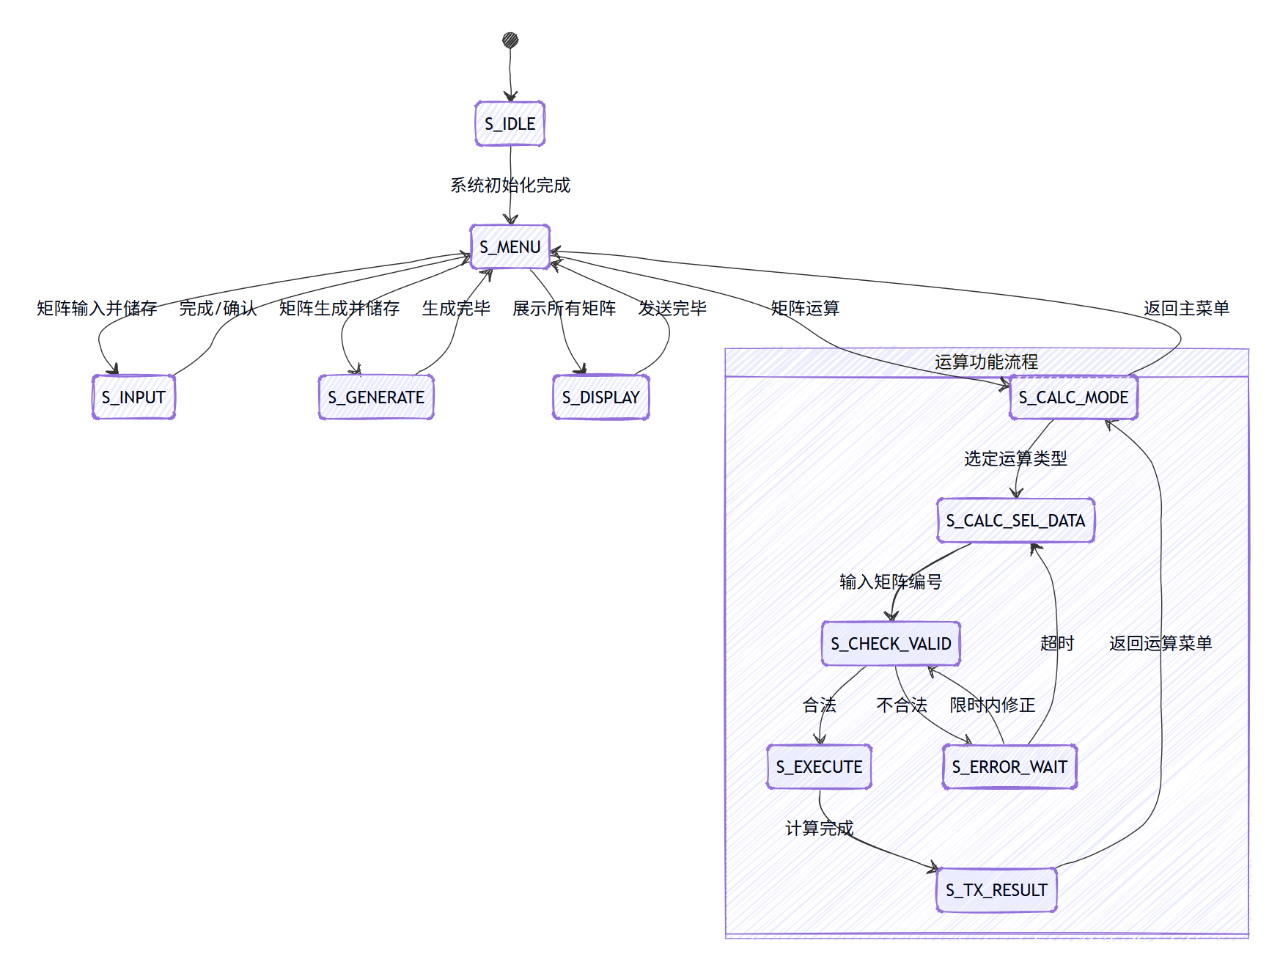 S_IDLE
系统初始化完成
S_MENU
矩阵输入并储存
完成/确认
矩阵生成并储存
生成完毕
展示所有矩阵
发送完毕
矩阵运算
返回主菜单
运算功能流程
S_INPUT
S_GENERATE
S_DISPLAY
S_CALC_MODE
选定运算类型
S_CALC_SEL_DATA
输入矩阵编号
S_CHECK_VALID
超时
返回运算菜单
合法
不合法
限时内修正
S_EXECUTE
S_ERROR_WAIT
计算完成
S_TX_RESULT